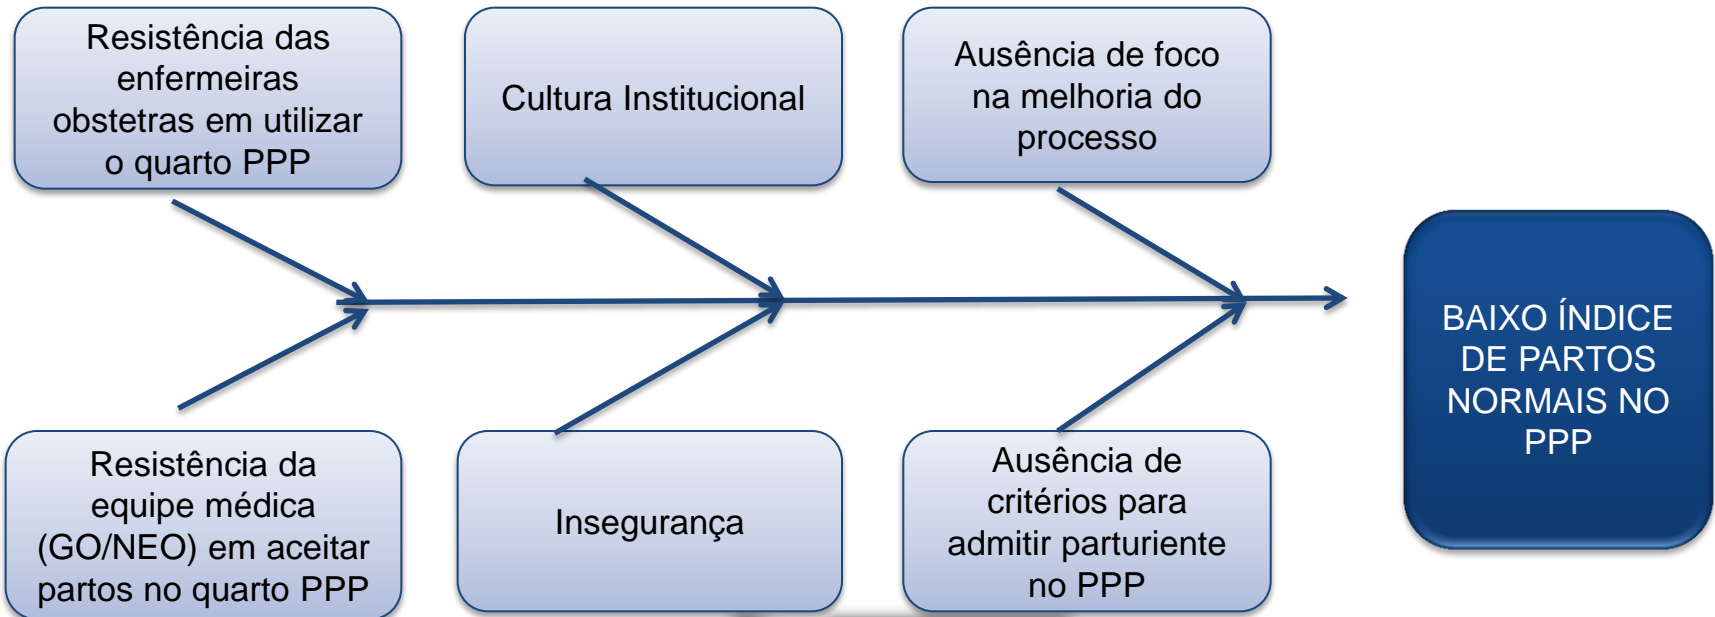 Resistência das
enfermeiras
obstetras em utilizar
o quarto PPP
Cultura Institucional
Ausência de foco
na melhoria do
processo
BAIXO ÍNDICE
DE PARTOS
NORMAIS NO
PPP
Resistência da
equipe médica
(GO/NEO) em aceitar
partos no quarto PPP
Insegurança
Ausência de
critérios para
admitir parturiente
no PPP